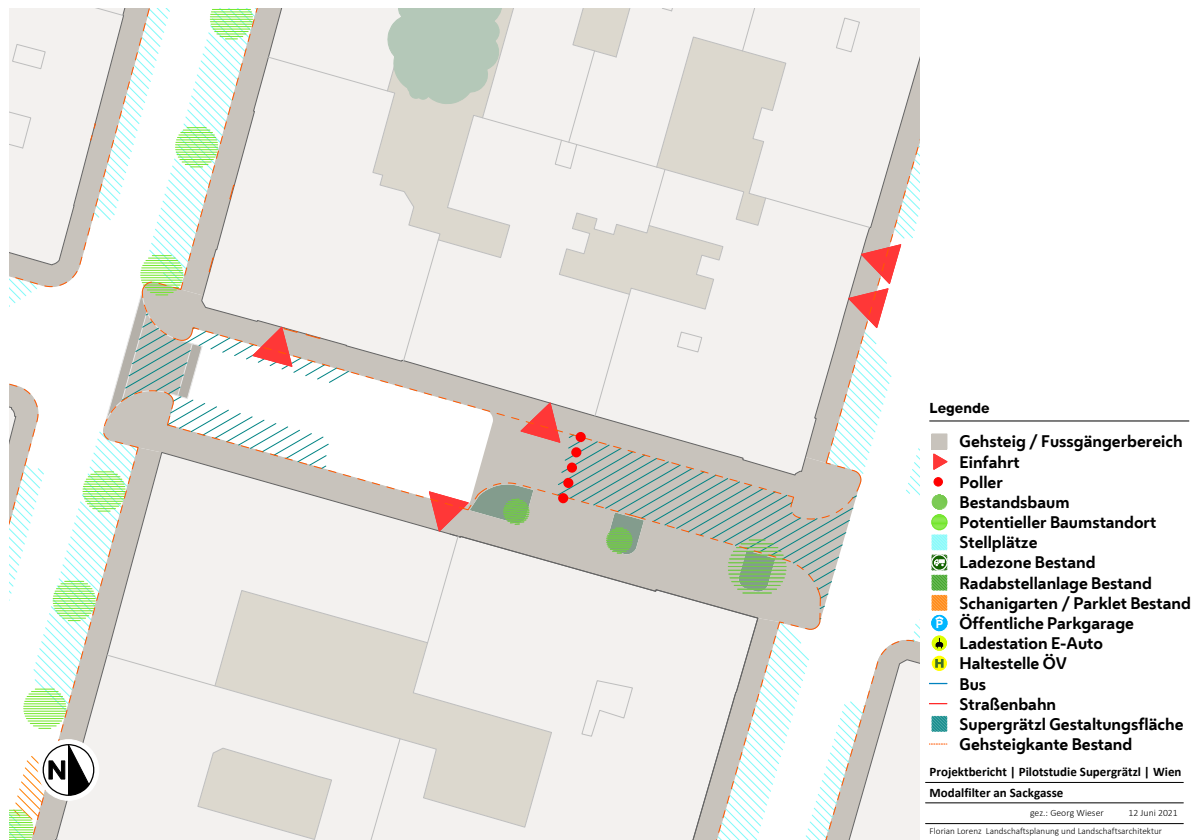 N
Legende
Gehsteig / Fussgängerbereich
Einfahrt
Poller
Bestandsbaum
Potentieller Baumstandort
Stellplätze
Ladezone Bestand
Radabstellanlage Bestand
Schanigarten / Parklet Bestand
P Öffentliche Parkgarage
Ladestation E-Auto
H Haltestelle ÖV
Bus
Straßenbahn
Supergrätzl Gestaltungsfläche
Gehsteigkante Bestand
Projektbericht | Pilotstudie Supergrätzl | Wien
Modalfilter an Sackgasse
gez.: Georg Wieser 12 Juni 2021
Florian Lorenz Landschaftsplanung und Landschaftsarchitektur